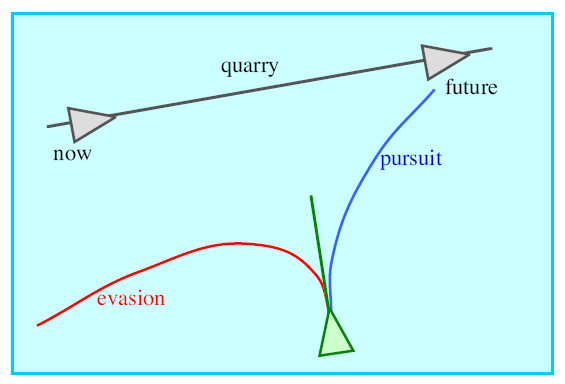 quarry
future
now
pursuit
evasion